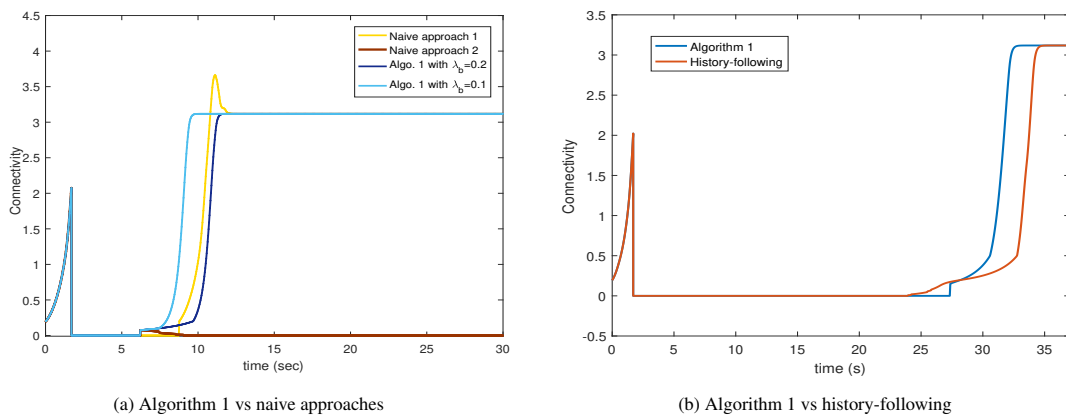 4.5
4
3.5
3
2.5
2
1.5
1
0.5
0
Connectivity
Naive approach 1
Naive approach 2
Algo. 1 with λb=0.2
Algo. 1 with λb=0.1
0 5 10 15 20 25 30
time (sec)
(a) Algorithm 1 vs naive approaches
3.5
3
2.5
2
1.5
1
0.5
0
-0.5
Connectivity
Algorithm 1
History-following
0 5 10 15 20 25 30 35
time (s)
(b) Algorithm 1 vs history-following